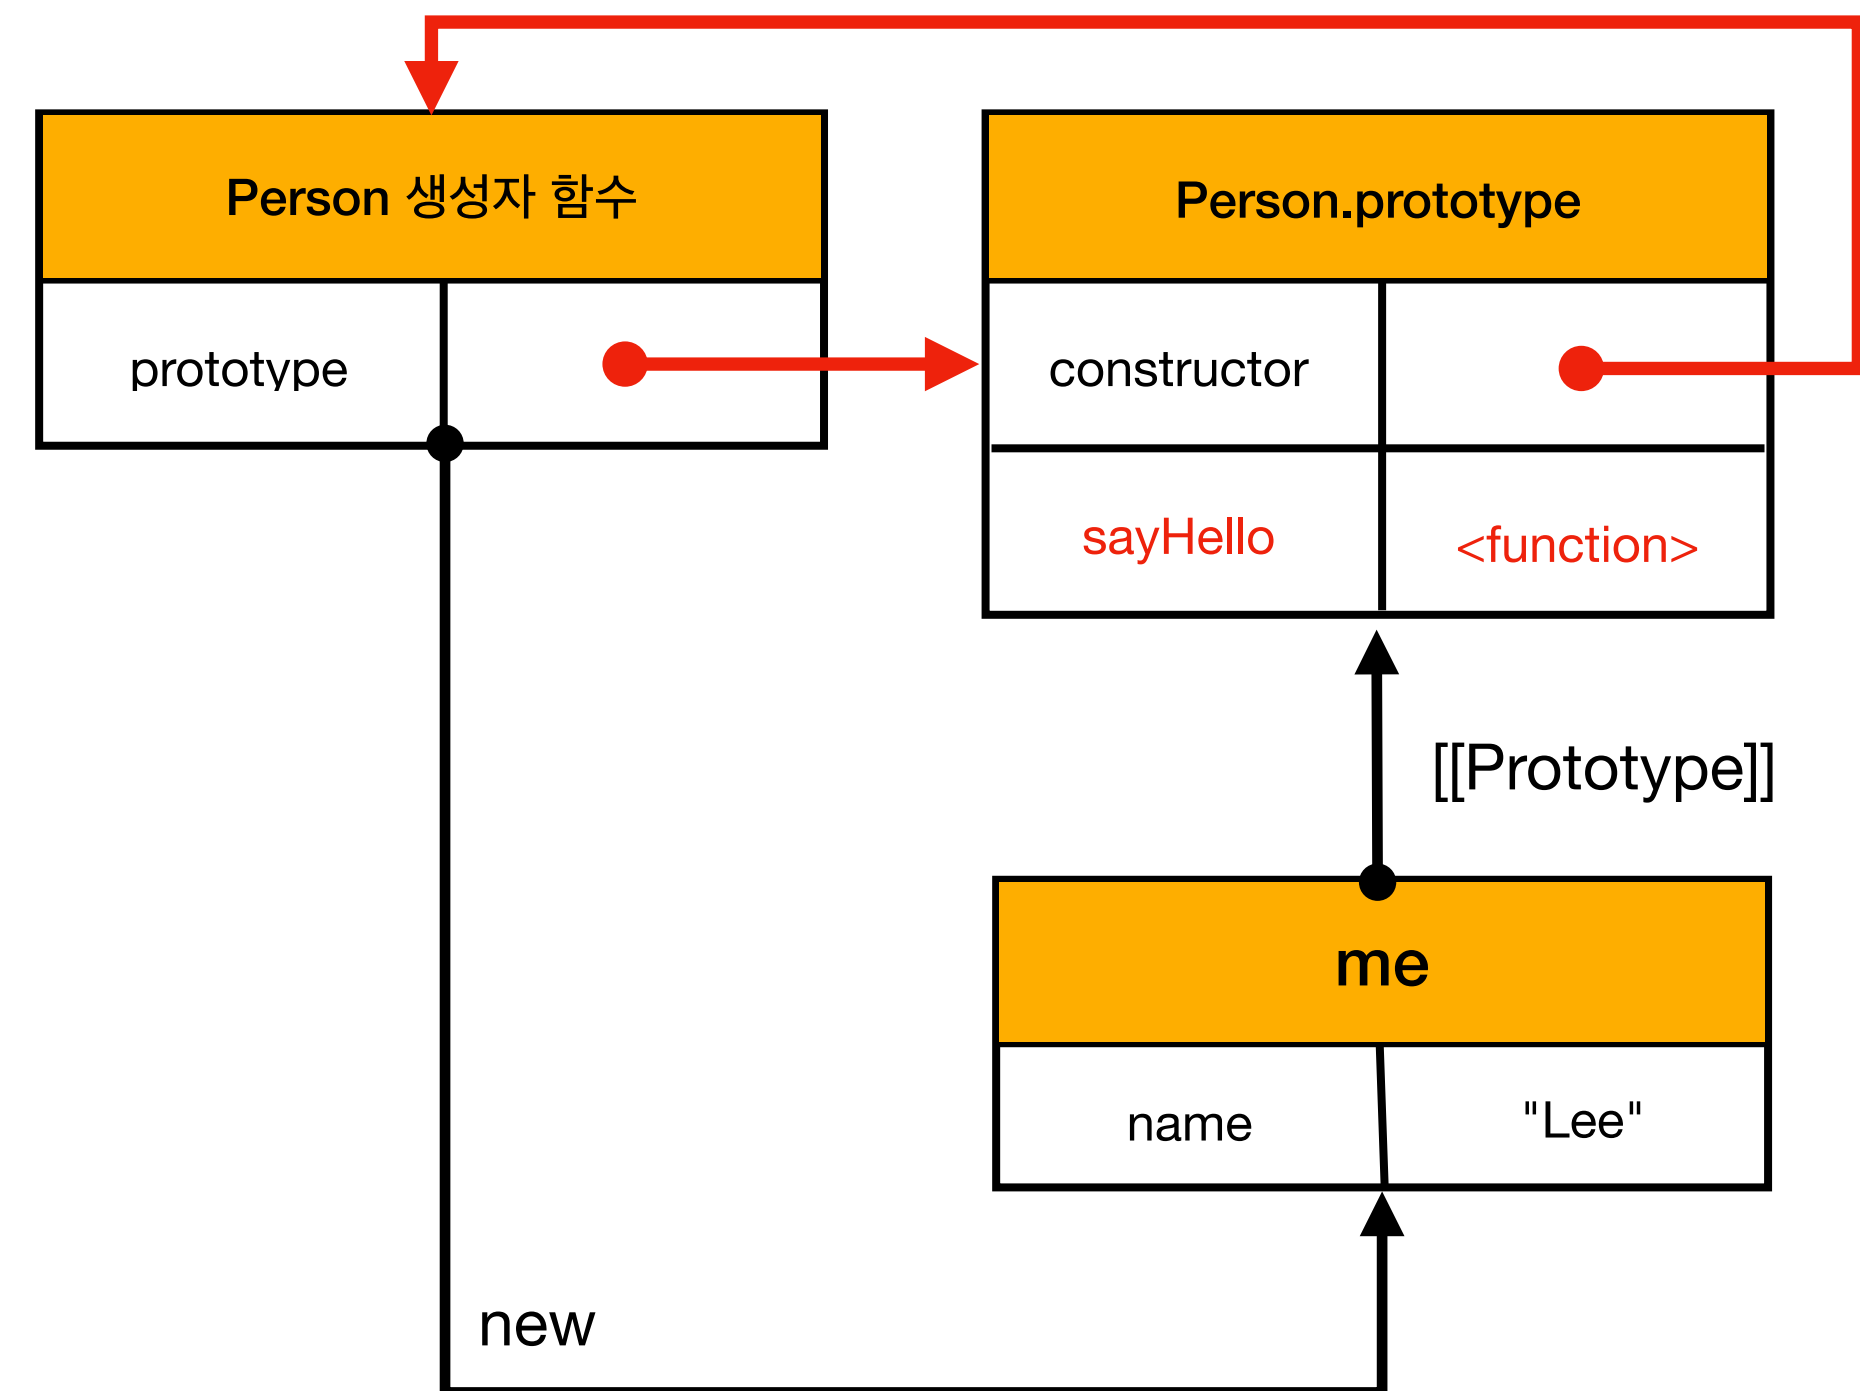 Person 생성자 함수
prototype
Person.prototype
constructor
sayHello
<function>
[[Prototype]]
me
name
"Lee"
new